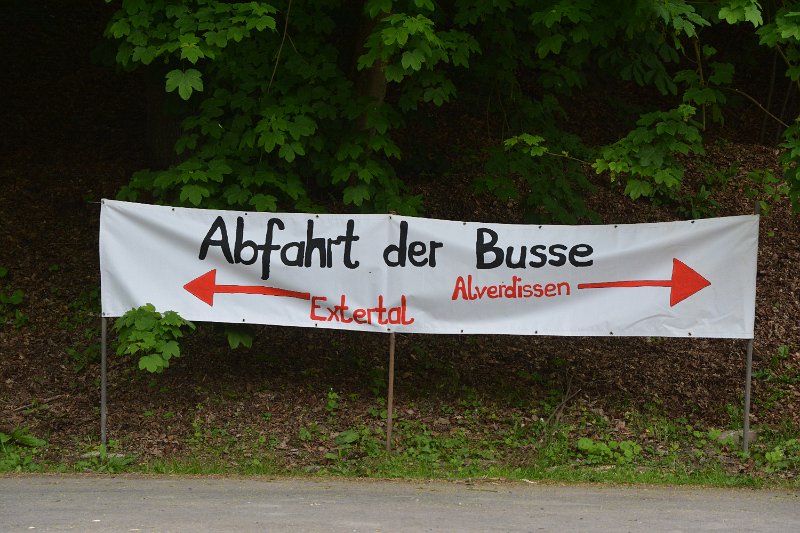 Abfahrt der Busse
Alverdissen
Extertal